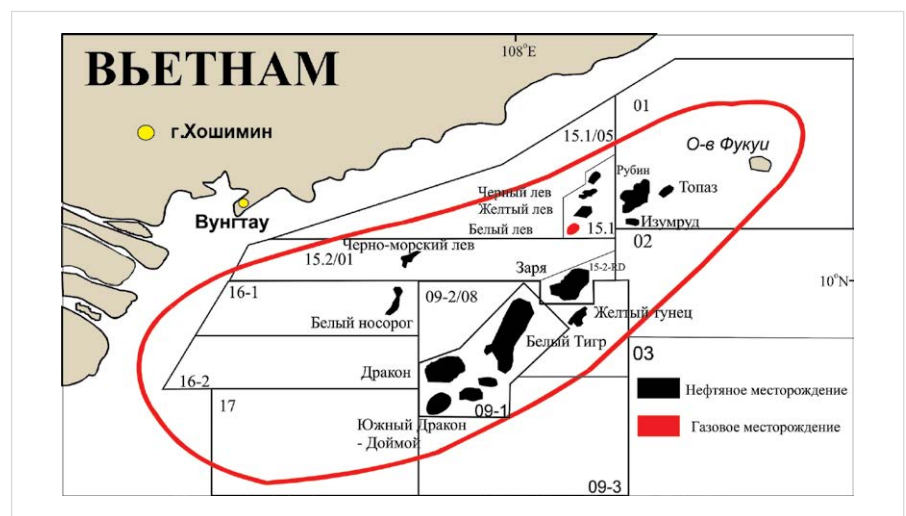 ВЬЕТНАМ
108°E
г.Хошимин
Вунгтау
01
15.1/05
О-в Фукуи
Рубин
Топаз
Черный лев
Желтый лев
Изумруд
Белый лев
15.1
02
Черно-морский лев
15.2/01
Заря
15-2-RD
10°N
16-1
09-2/08
Белый носорог
Желтый тунец
Белый Тигр
03
Дракон
16-2
17
09-1
Нефтяное месторождение
Южный Дракон
- Доймой
Газовое месторождение
09-3